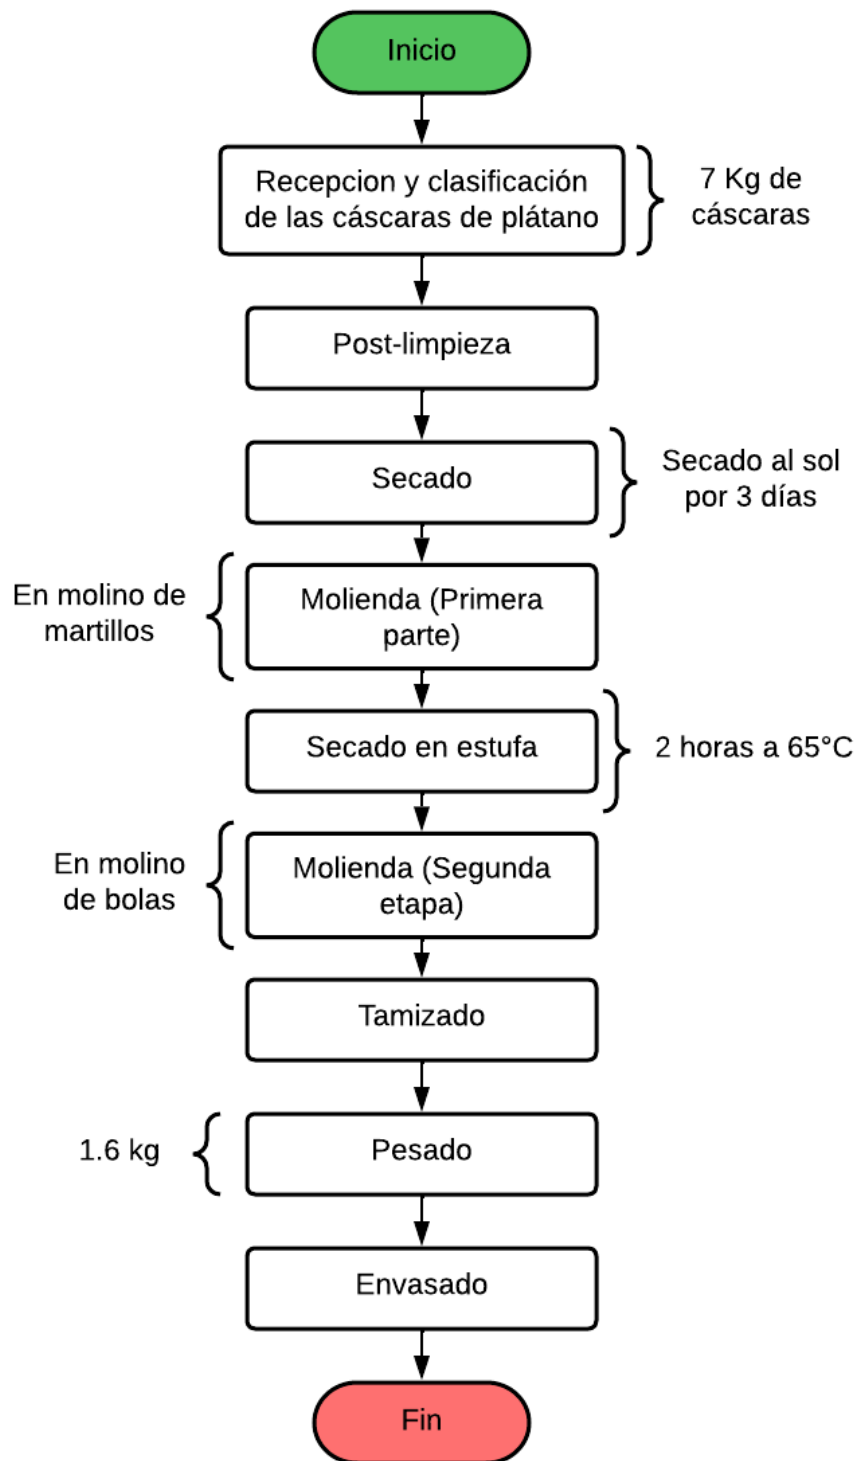 Inicio
Recepcion y clasificación
de las cáscaras de plátano
7 Kg de
cáscaras
Post-limpieza
Secado
Secado al sol
por 3 días
En molino de
martillos
Molienda (Primera
parte)
Secado en estufa
2 horas a 65°C
En molino
de bolas
Molienda (Segunda
etapa)
Tamizado
1.6 kg
Pesado
Envasado
Fin